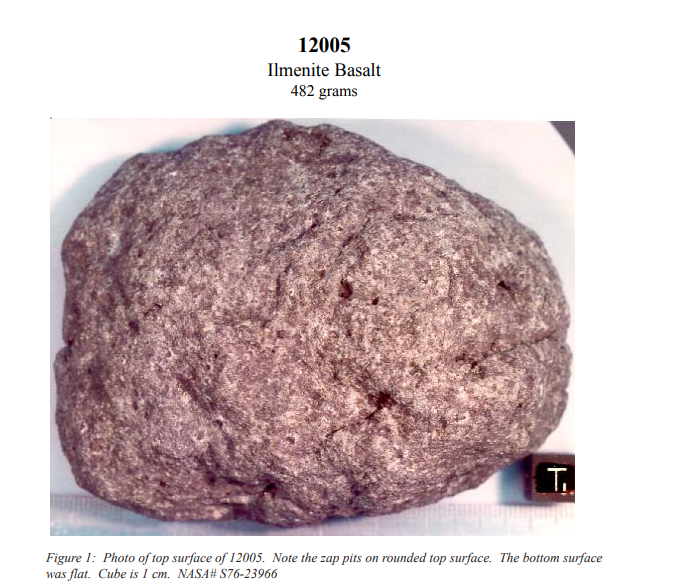 12005
Ilmenite Basalt
482 grams
T,
Figure 1: Photo of top surface of 12005. Note the zap pits on rounded top surface. The bottom surface
was flat. Cube is 1 cm. NASA# S76-23966